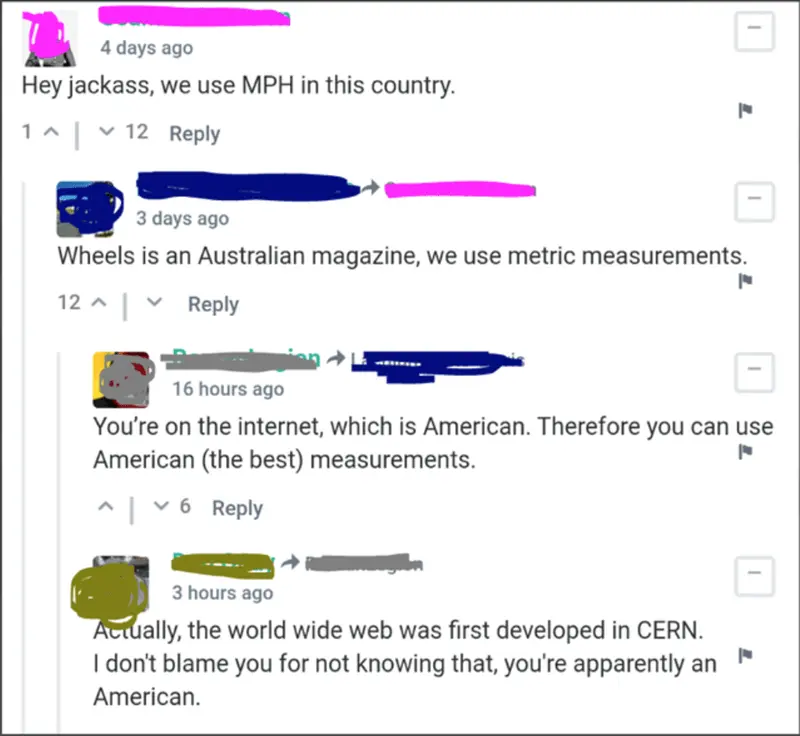 4 days ago
Hey jackass, we use MPH in this country.
1 12 Reply
3 days ago
Wheels is an Australian magazine, we use metric measurements.
12 Reply
16 hours ago
You're on the internet, which is American. Therefore you can use
American (the best) measurements.
6 Reply
3 hours ago
Actually, the world wide web was first developed in CERN.
I don't blame you for not knowing that, you're apparently an
American.